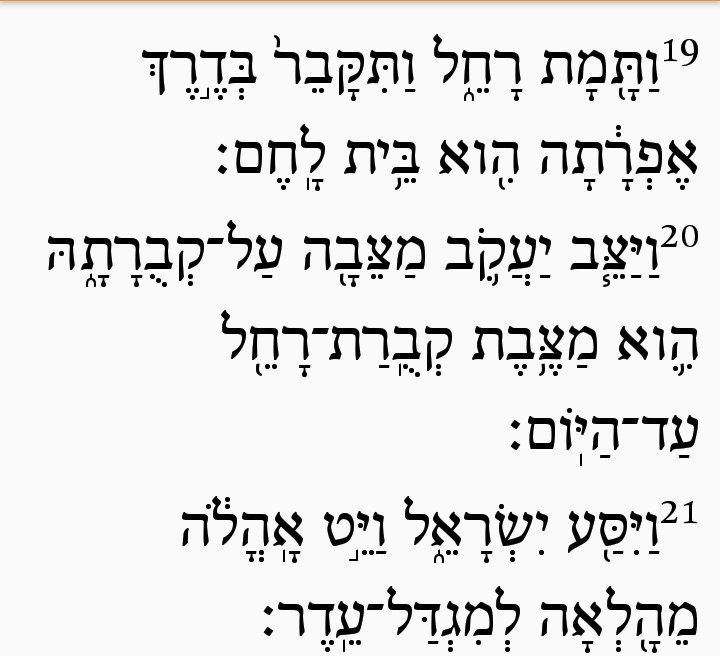 19וַתָּ֖מָת רָחֵ֑ל וַתִּקָּבֵר֙ בְּדֶ֣רֶךְ
אֶפְרָ֔תָה הִ֖וא בֵּ֥ית לָֽחֶם׃
20וַיַּצֵּ֧ב יַעֲקֹ֛ב מַצֵּבָ֖ה עַל־קְבֻרָתָ֑הּ
הִ֛וא מַצֶּ֥בֶת קְבֻֽרַת־רָחֵ֖ל
עַד־הַיּֽוֹם׃
21וַיִּסַּ֖ע יִשְׂרָאֵ֑ל וַיֵּ֣ט אָֽהֳלֹ֔ה
מֵהָ֖לְאָה לְמִגְדַּל־עֵֽדֶר׃